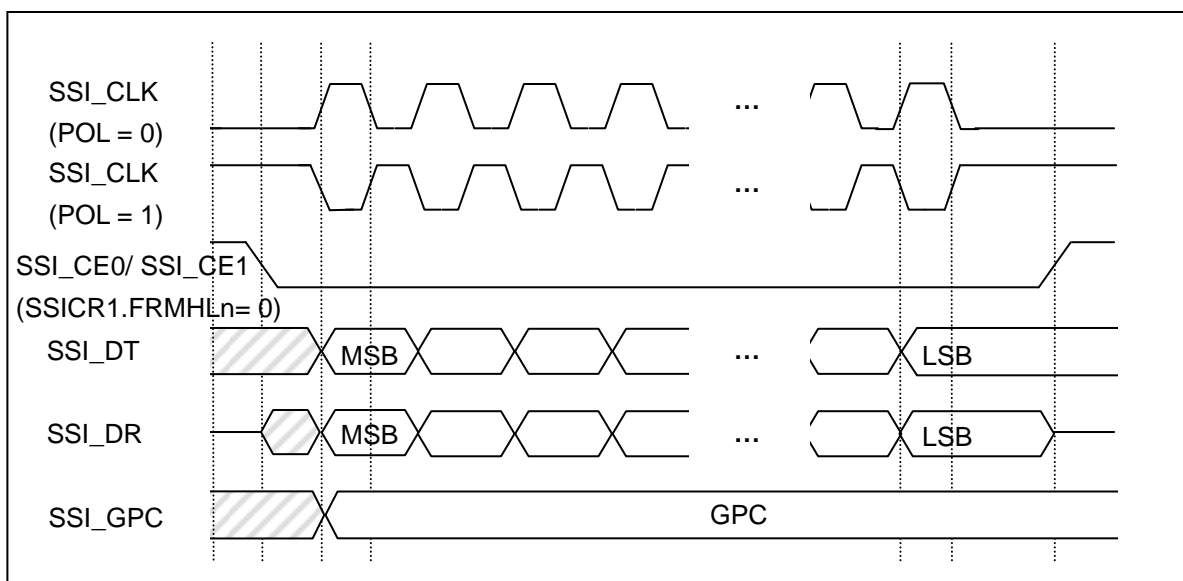 SSI_CLK
(POL = 0)
...
SSI_CLK
(POL = 1)
...
SSI_CE0/ SSI_CE1
(SSICR1.FRMHLn= 0)
SSI_DT
MSB
...
LSB
SSI_DR
MSB
...
LSB
SSI_GPC
GPC